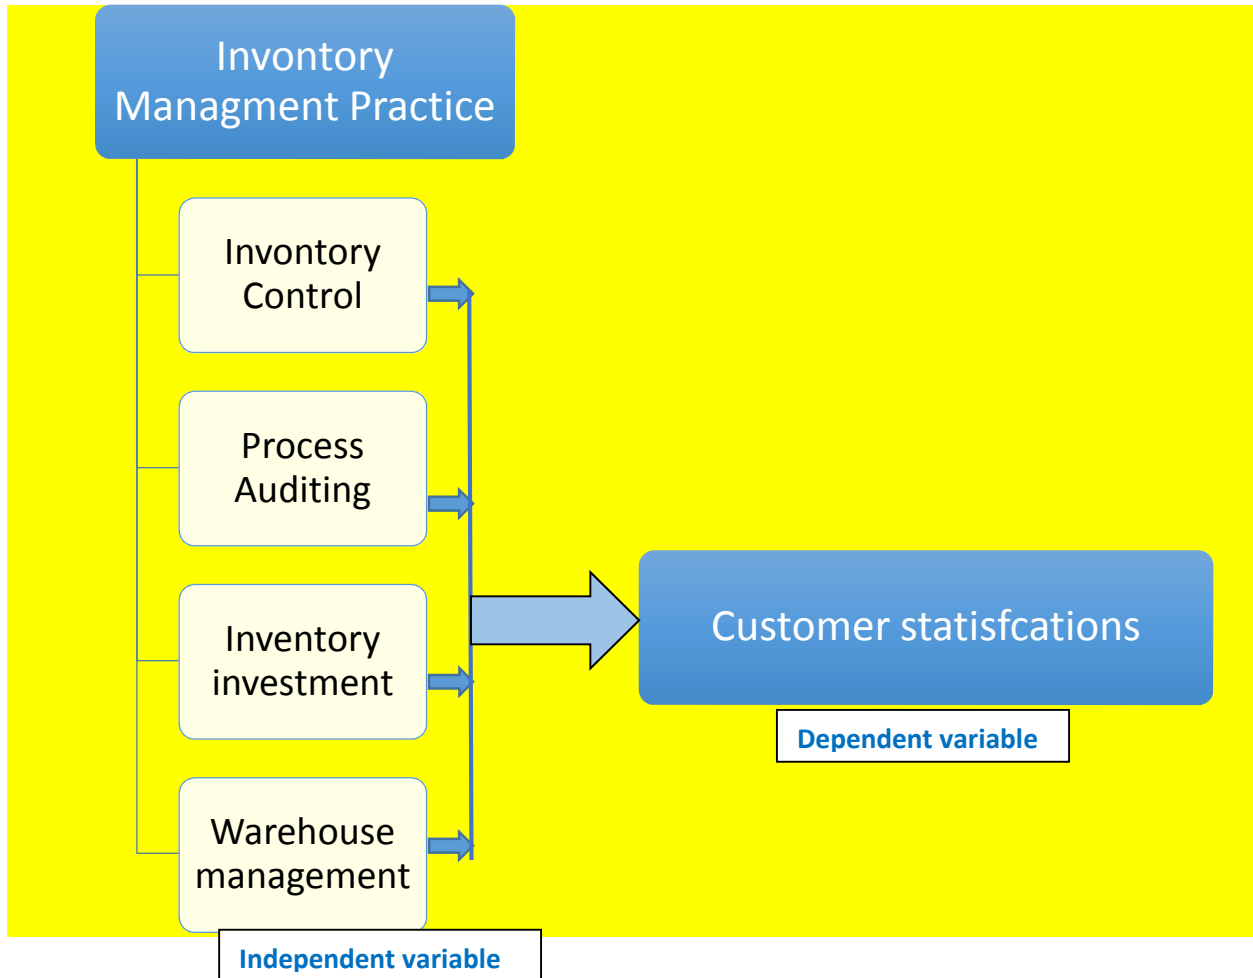 Invontory
Managment Practice
Invontory
Control
Process
Auditing
Inventory
investment
Customer statisfcations
Dependent variable
Warehouse
management
Independent variable